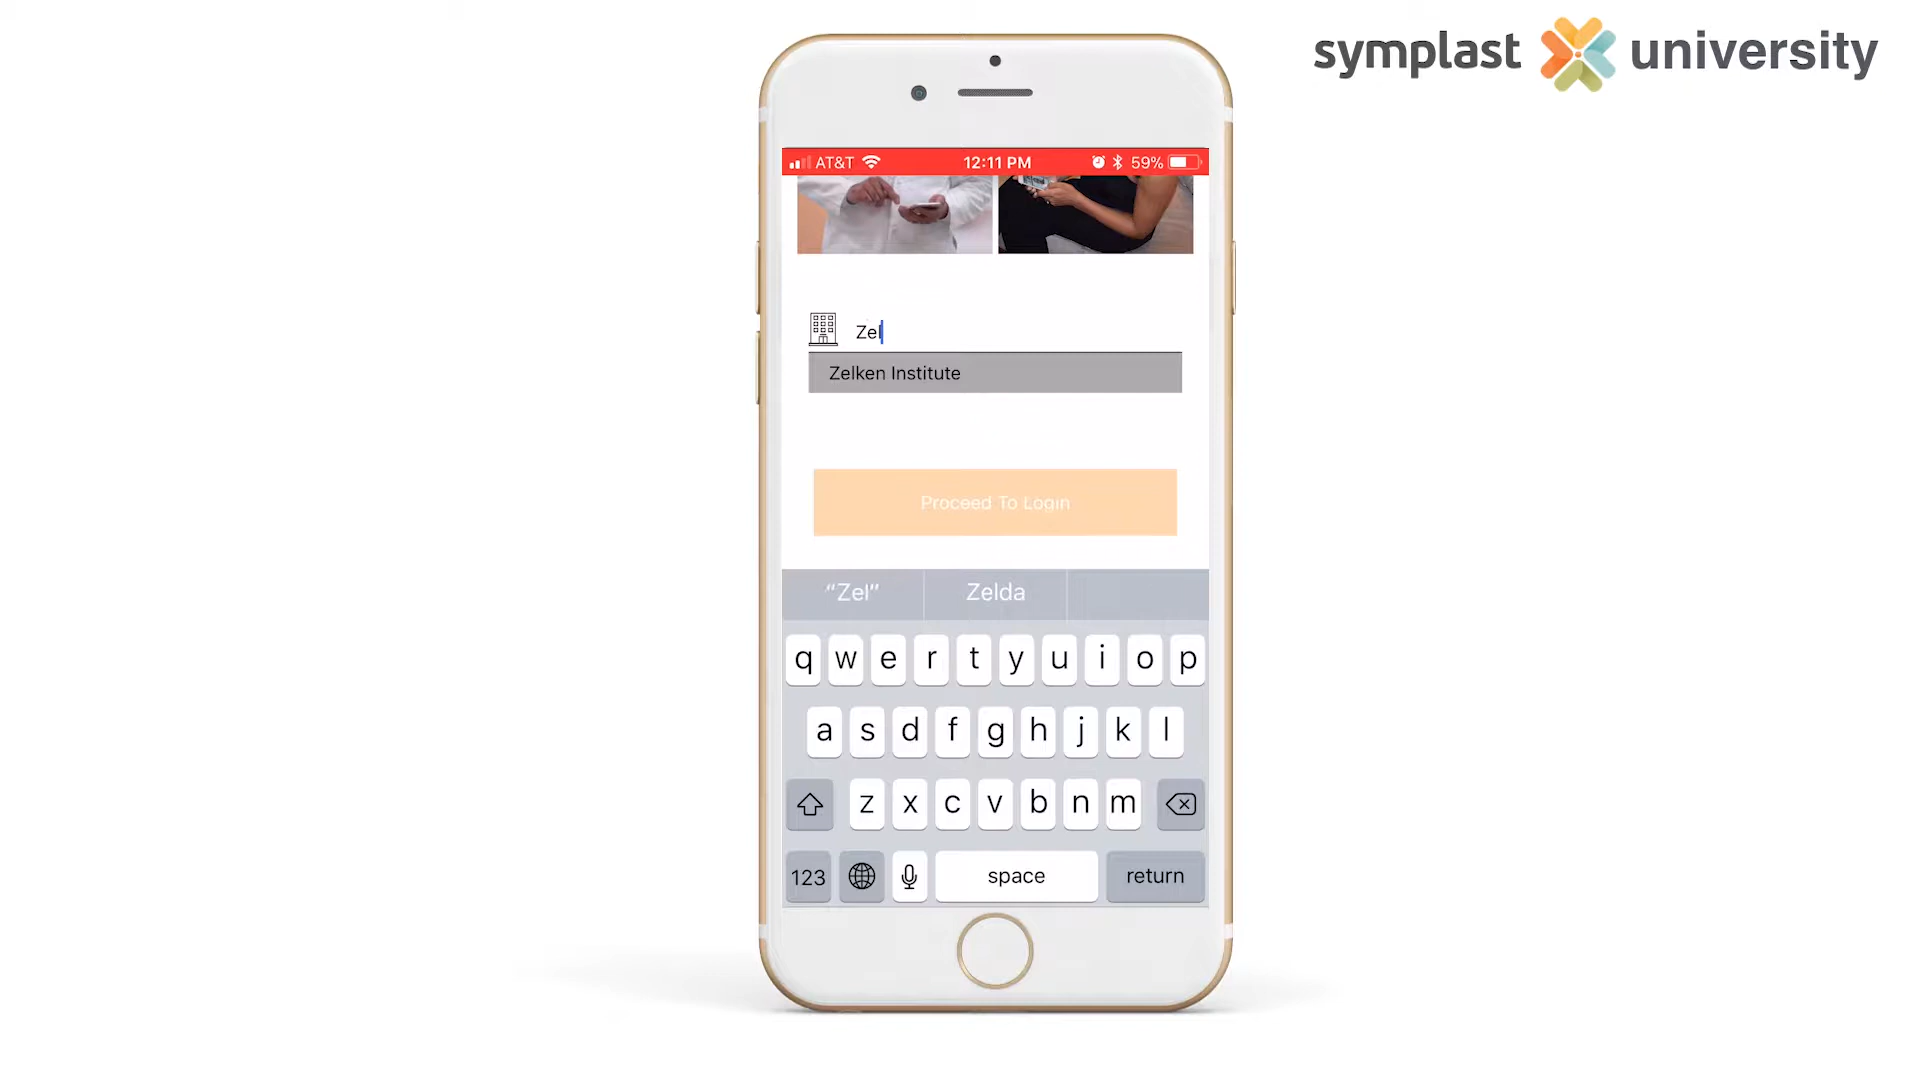 symplast university
AT&T 12:11 PM 59%
Zel
Zelken Institute
Proceed To Login
“Zel” Zelda
q w e r t y u i o p
a s d f g h j k l
z x c v b n m
123 space return